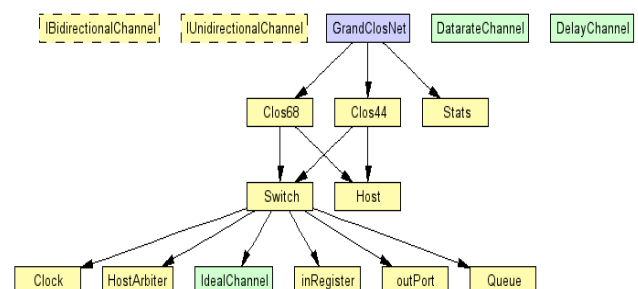 IBidirectionalChannel IUnidirectionalChannel GrandClosNet DatarateChannel DelayChannel
Clos68 Clos44 Stats
Switch Host
Clock HostArbiter IdealChannel inRegister outPort Queue